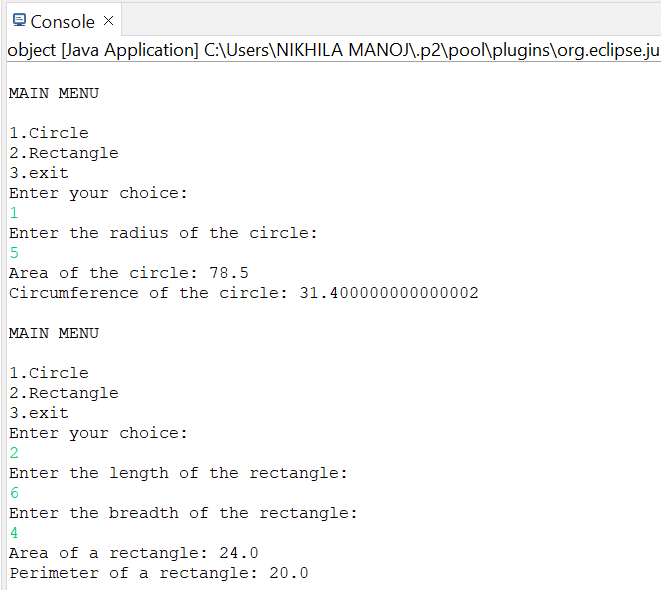 Console
object [Java Application] C:\Users\NIKHILA MANOJ\.p2\pool\plugins\org.eclipse.ju
MAIN MENU
1.Circle
2.Rectangle
3.exit
Enter your choice:
1
Enter the radius of the circle:
5
Area of the circle: 78.5
Circumference of the circle: 31.400000000000002
MAIN MENU
1.Circle
2.Rectangle
3.exit
Enter your choice:
2
Enter the length of the rectangle:
6
Enter the breadth of the rectangle:
4
Area of a rectangle: 24.0
Perimeter of a rectangle: 20.0